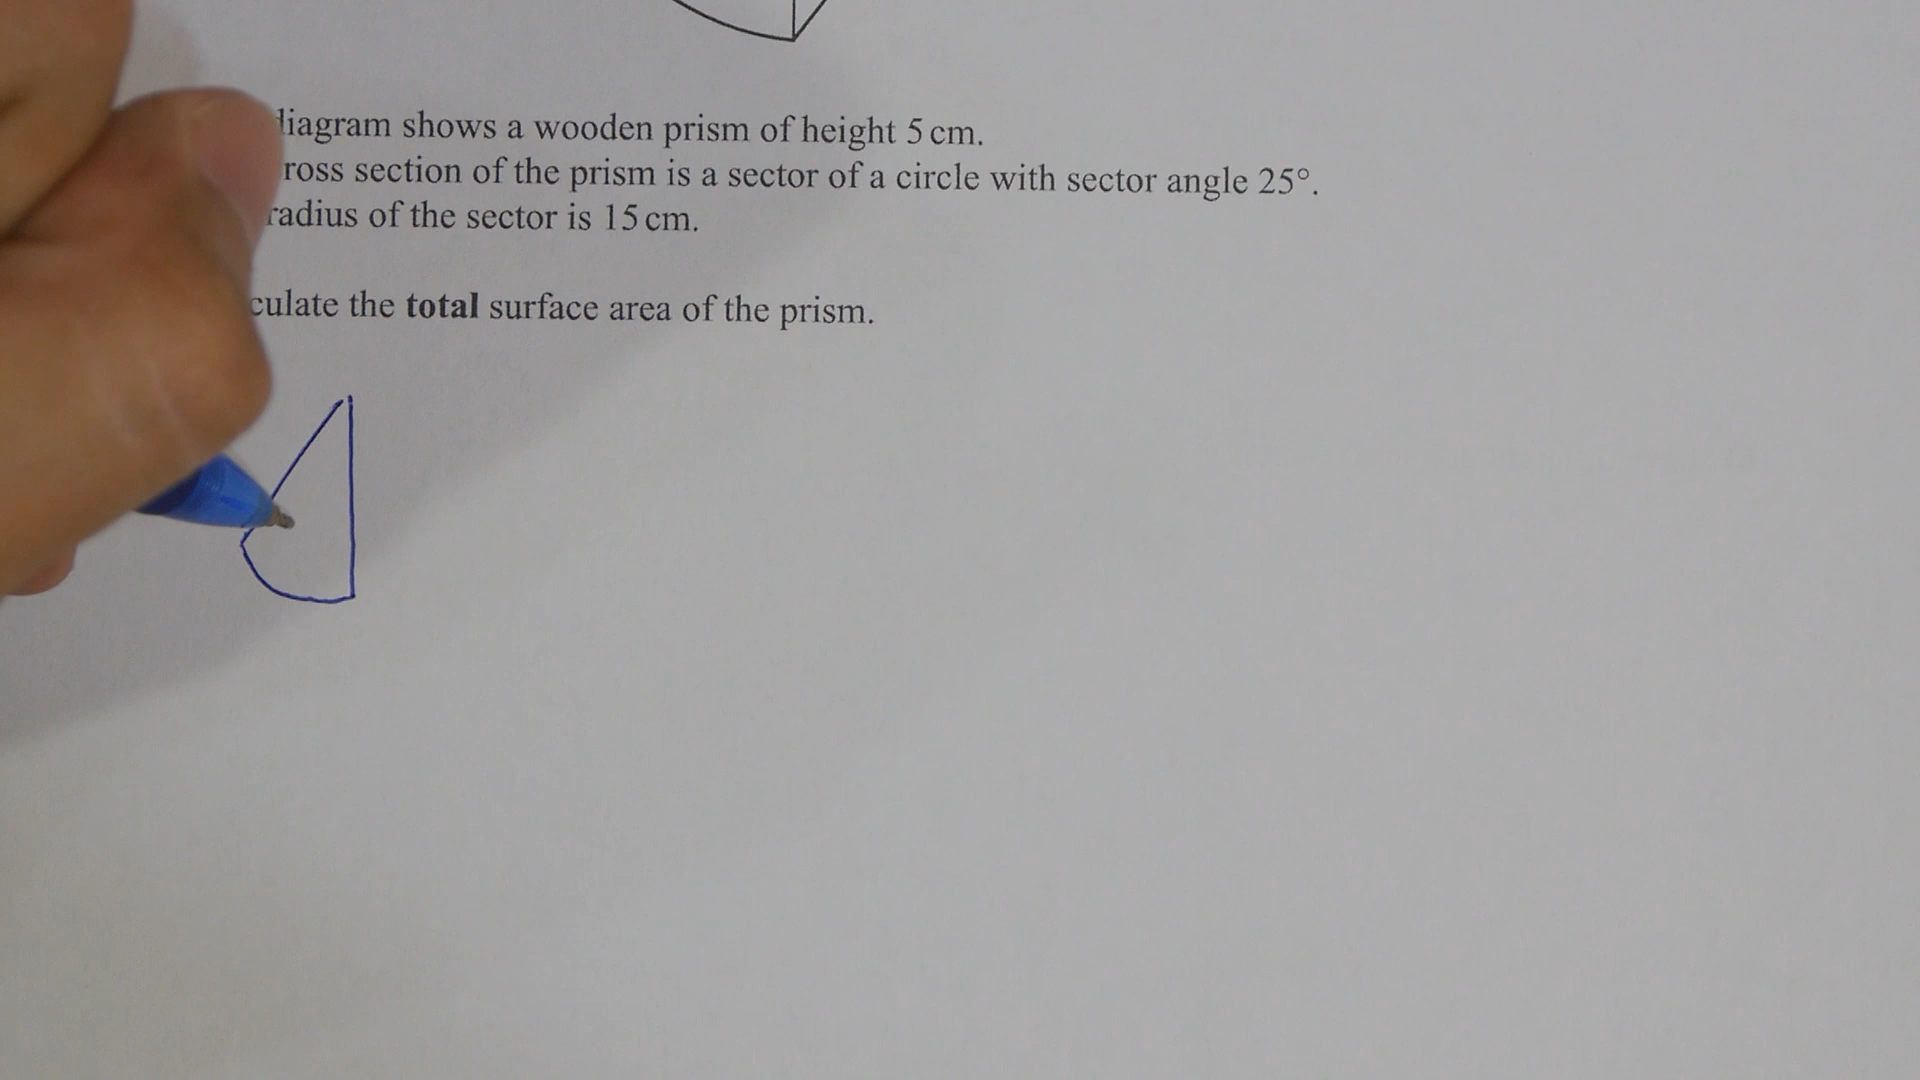 diagram shows a wooden prism of height 5 cm.
ross section of the prism is a sector of a circle with sector angle 25°.
radius of the sector is 15 cm.
culate the total surface area of the prism.